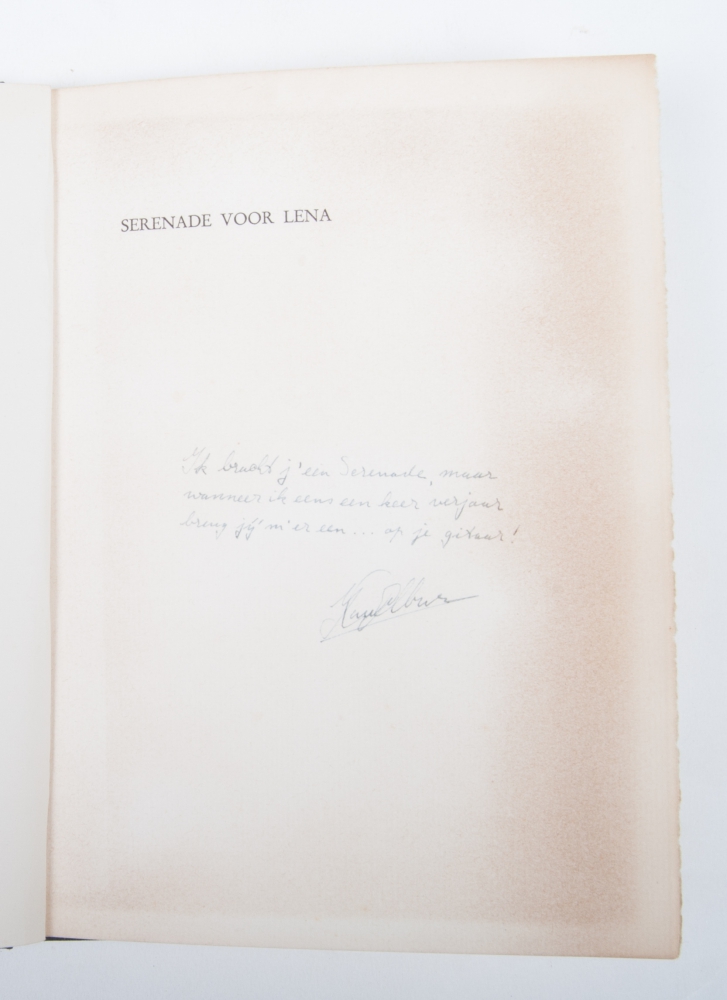 SERENADE VOOR LENA
Ik bracht j' een Serenade, maar
wanneer ik eens een keer verjaar
breng jij m' er een... op je gitaar!